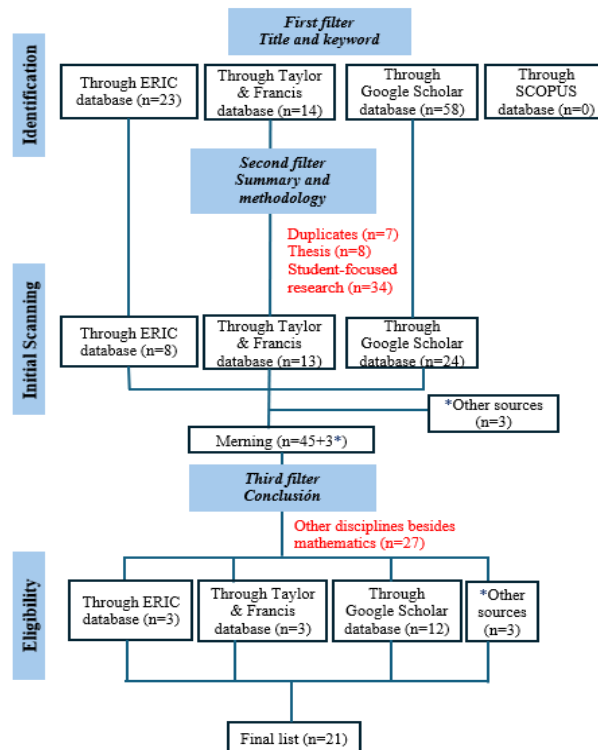 First filter
Title and keyword
Identification
Through ERIC
database (n=23)
Through Taylor
& Francis
database (n=14)
Through
Google Scholar
database (n=58)
Through
SCOPUS
database (n=0)
Second filter
Summary and
methodology
Duplicates (n=7)
Thesis (n=8)
Student-focused
research (n=34)
Initial Scanning
Through ERIC
database (n=8)
Through Taylor
& Francis
database (n=13)
Through
Google Scholar
database (n=24)
*Other sources
(n=3)
Merning (n=45+3*)
Third filter
Conclusión
Other disciplines besides
mathematics (n=27)
Eligibility
Through ERIC
database (n=3)
Through Taylor
& Francis
database (n=3)
Through
Google Scholar
database (n=12)
*Other
sources
(n=3)
Final list (n=21)